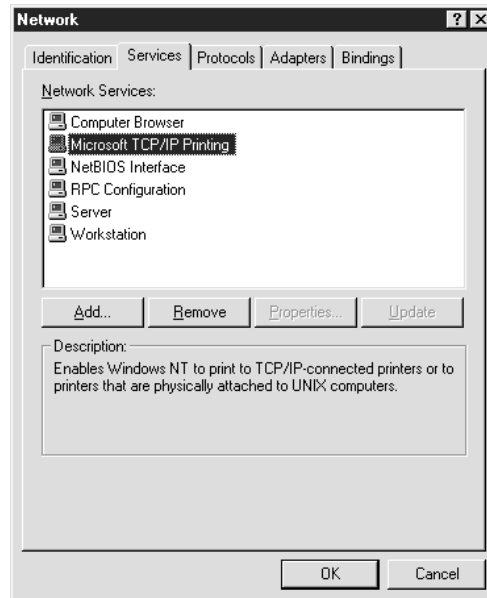 Network
Identification Services Protocols Adapters Bindings
Network Services:
Computer Browser
Microsoft TCP/IP Printing
NetBIOS Interface
RPC Configuration
Server
Workstation
Add... Remove Properties... Update
Description:
Enables Windows NT to print to TCP/IP-connected printers or to
printers that are physically attached to UNIX computers.
OK Cancel